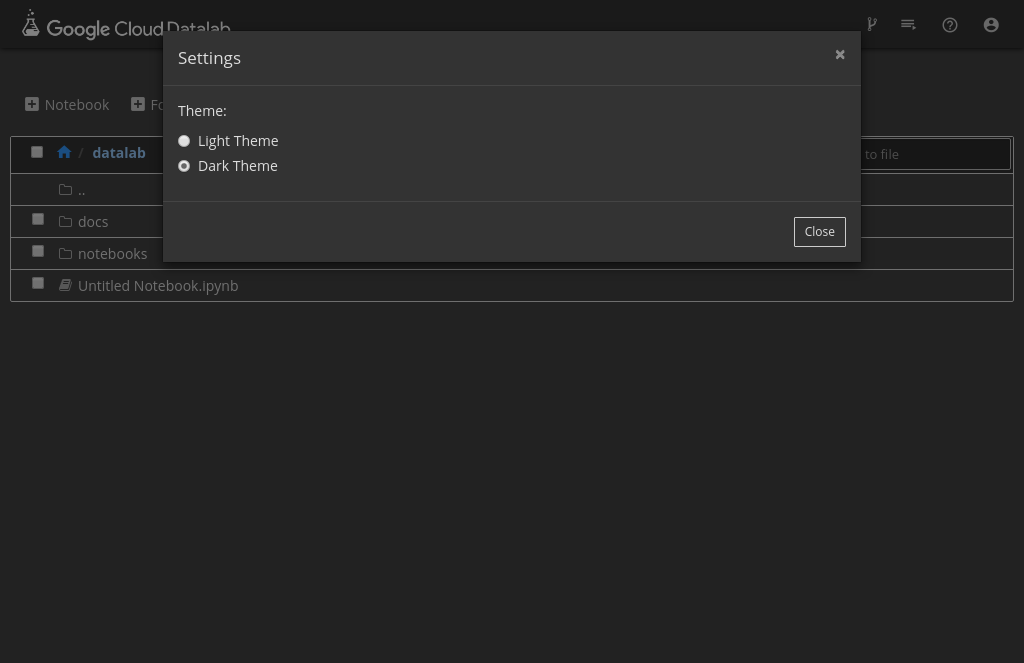 Google Cloud Datalab
Settings
×
Theme:
Notebook
Light Theme
/ datalab
to file
Dark Theme
..
docs
Close
notebooks
Untitled Notebook.ipynb